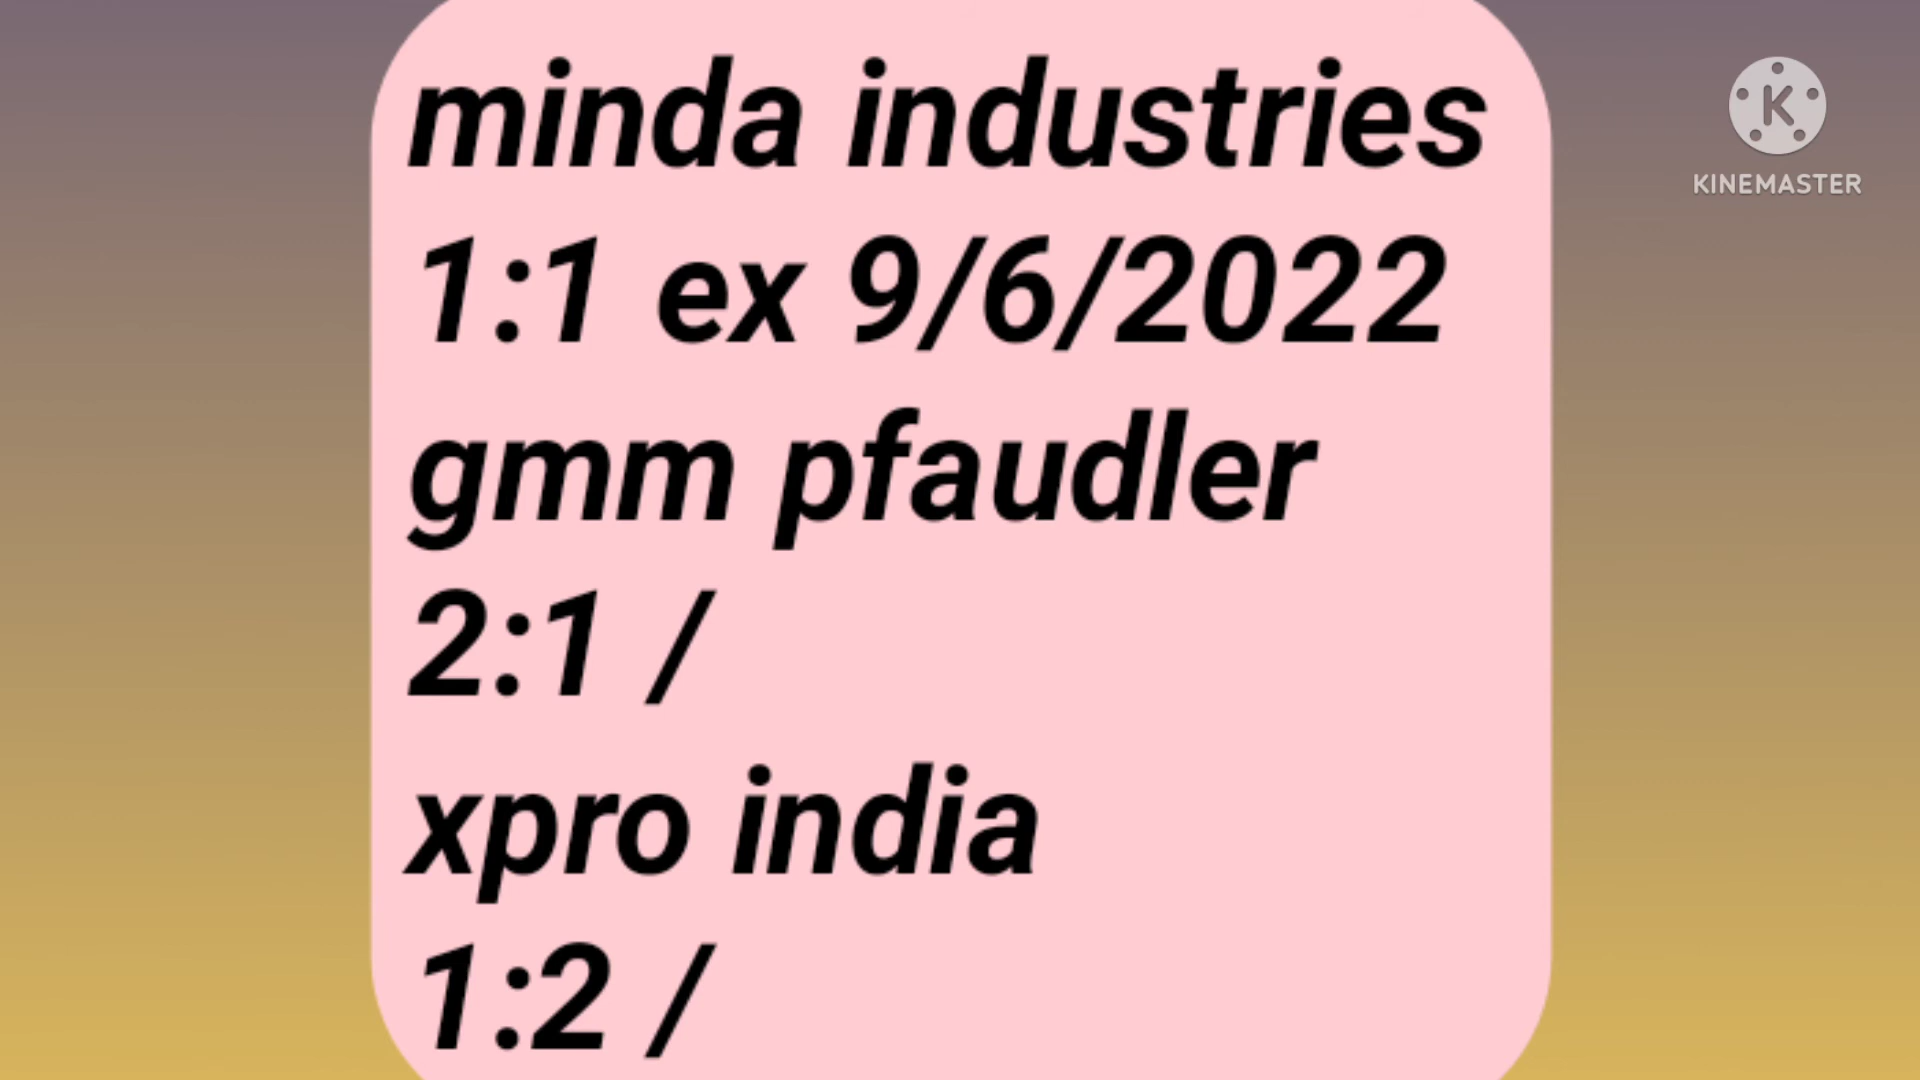 minda industries
1:1 ex 9/6/2022
gmm pfaudler
2:1 /
xpro india
1:2 /
K
KINEMASTER